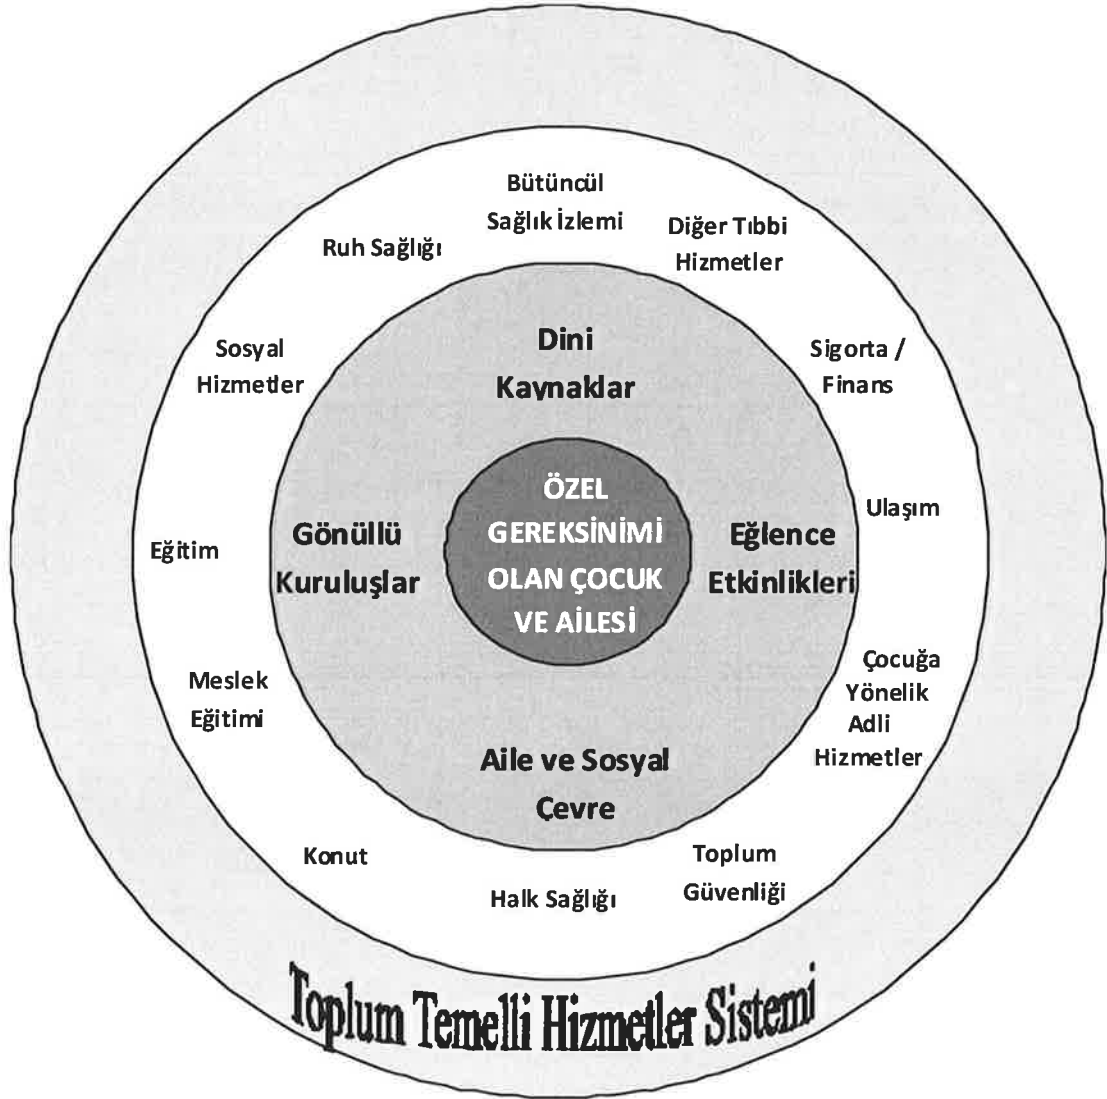 Bütüncül
Sağlık İzlemi
Diğer Tıbbi
Hizmetler
Ruh Sağlığı
Sosyal
Hizmetler
Sigorta /
Finans
Dini
Kaynaklar
ÖZEL
GEREKSİNİMİ
OLAN ÇOCUK
VE AİLESİ
Gönüllü
Kuruluşlar
Eğlence
Etkinlikleri
Ulaşım
Eğitim
Çocuğa
Yönelik
Adli
Hizmetler
Meslek
Eğitimi
Aile ve Sosyal
Çevre
Konut
Halk Sağlığı
Toplum
Güvenliği
Toplum Temelli Hizmetler Sistemi